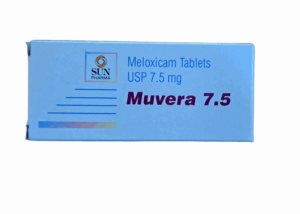 SUN
PHARMA
Meloxicam Tablets
USP 7.5 mg
Muvera 7.5